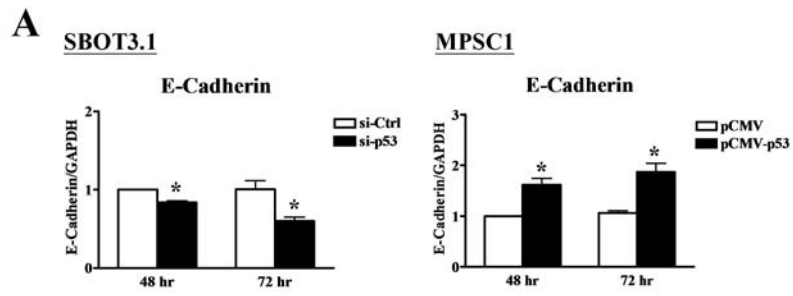 A
SBOT3.1
E-Cadherin
E-Cadherin/GAPDH
2
1
0
48 hr
72 hr
si-Ctrl
si-p53
*
*
MPSC1
E-Cadherin
E-Cadherin/GAPDH
3
2
1
0
48 hr
72 hr
pCMV
pCMV-p53
*
*